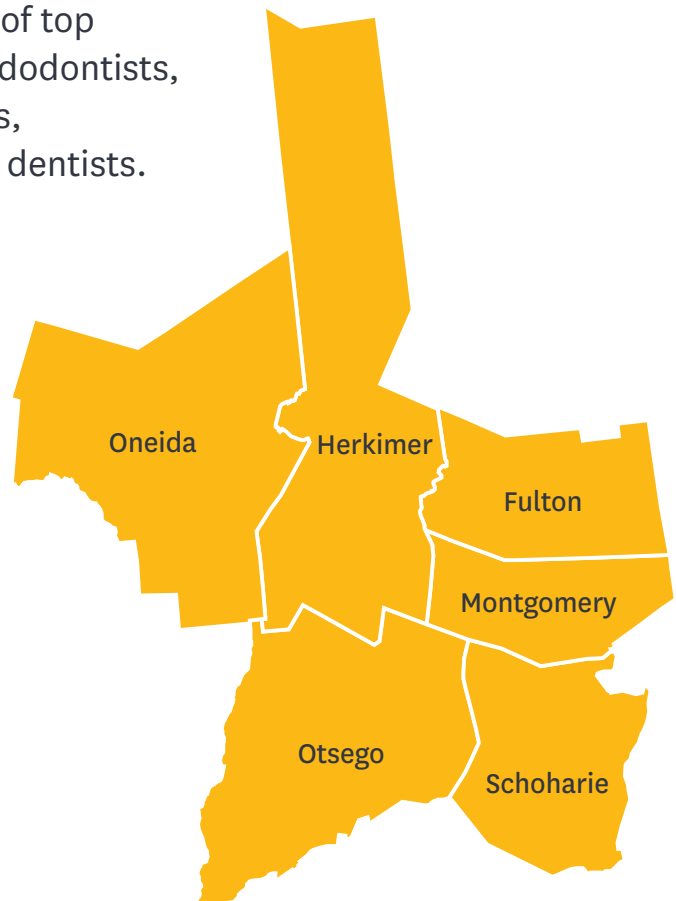 of top
dodontists,
s,
dentists.
Oneida
Herkimer
Fulton
Montgomery
Otsego
Schoharie